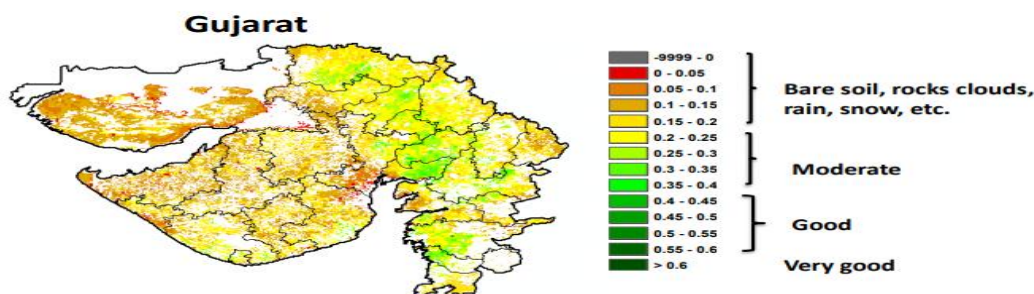 Gujarat
-9999 - 0
0 - 0.05
0.05 - 0.1
0.1 - 0.15
0.15 - 0.2
0.2 - 0.25
0.25 - 0.3
0.3 - 0.35
0.35 - 0.4
0.4 - 0.45
0.45 - 0.5
0.5 - 0.55
0.55 - 0.6
> 0.6
Bare soil, rocks clouds,
rain, snow, etc.
Moderate
Good
Very good